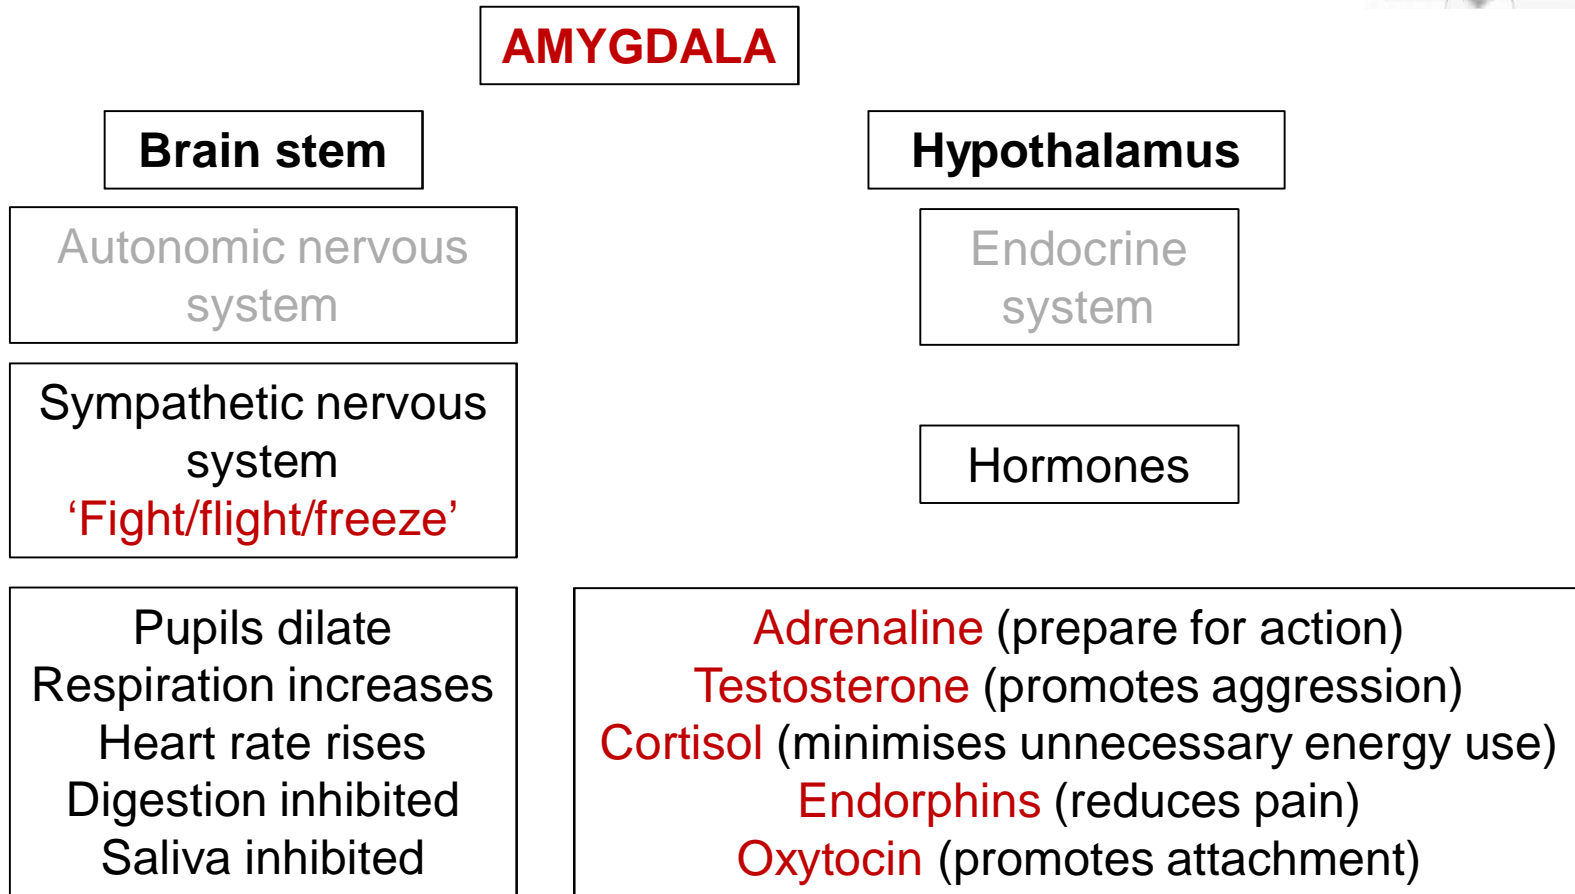 AMYGDALA
Brain stem
Autonomic nervous
system
Sympathetic nervous
system
‘Fight/flight/freeze’
Pupils dilate
Respiration increases
Heart rate rises
Digestion inhibited
Saliva inhibited
Hypothalamus
Endocrine
system
Hormones
Adrenaline (prepare for action)
Testosterone (promotes aggression)
Cortisol (minimises unnecessary energy use)
Endorphins (reduces pain)
Oxytocin (promotes attachment)